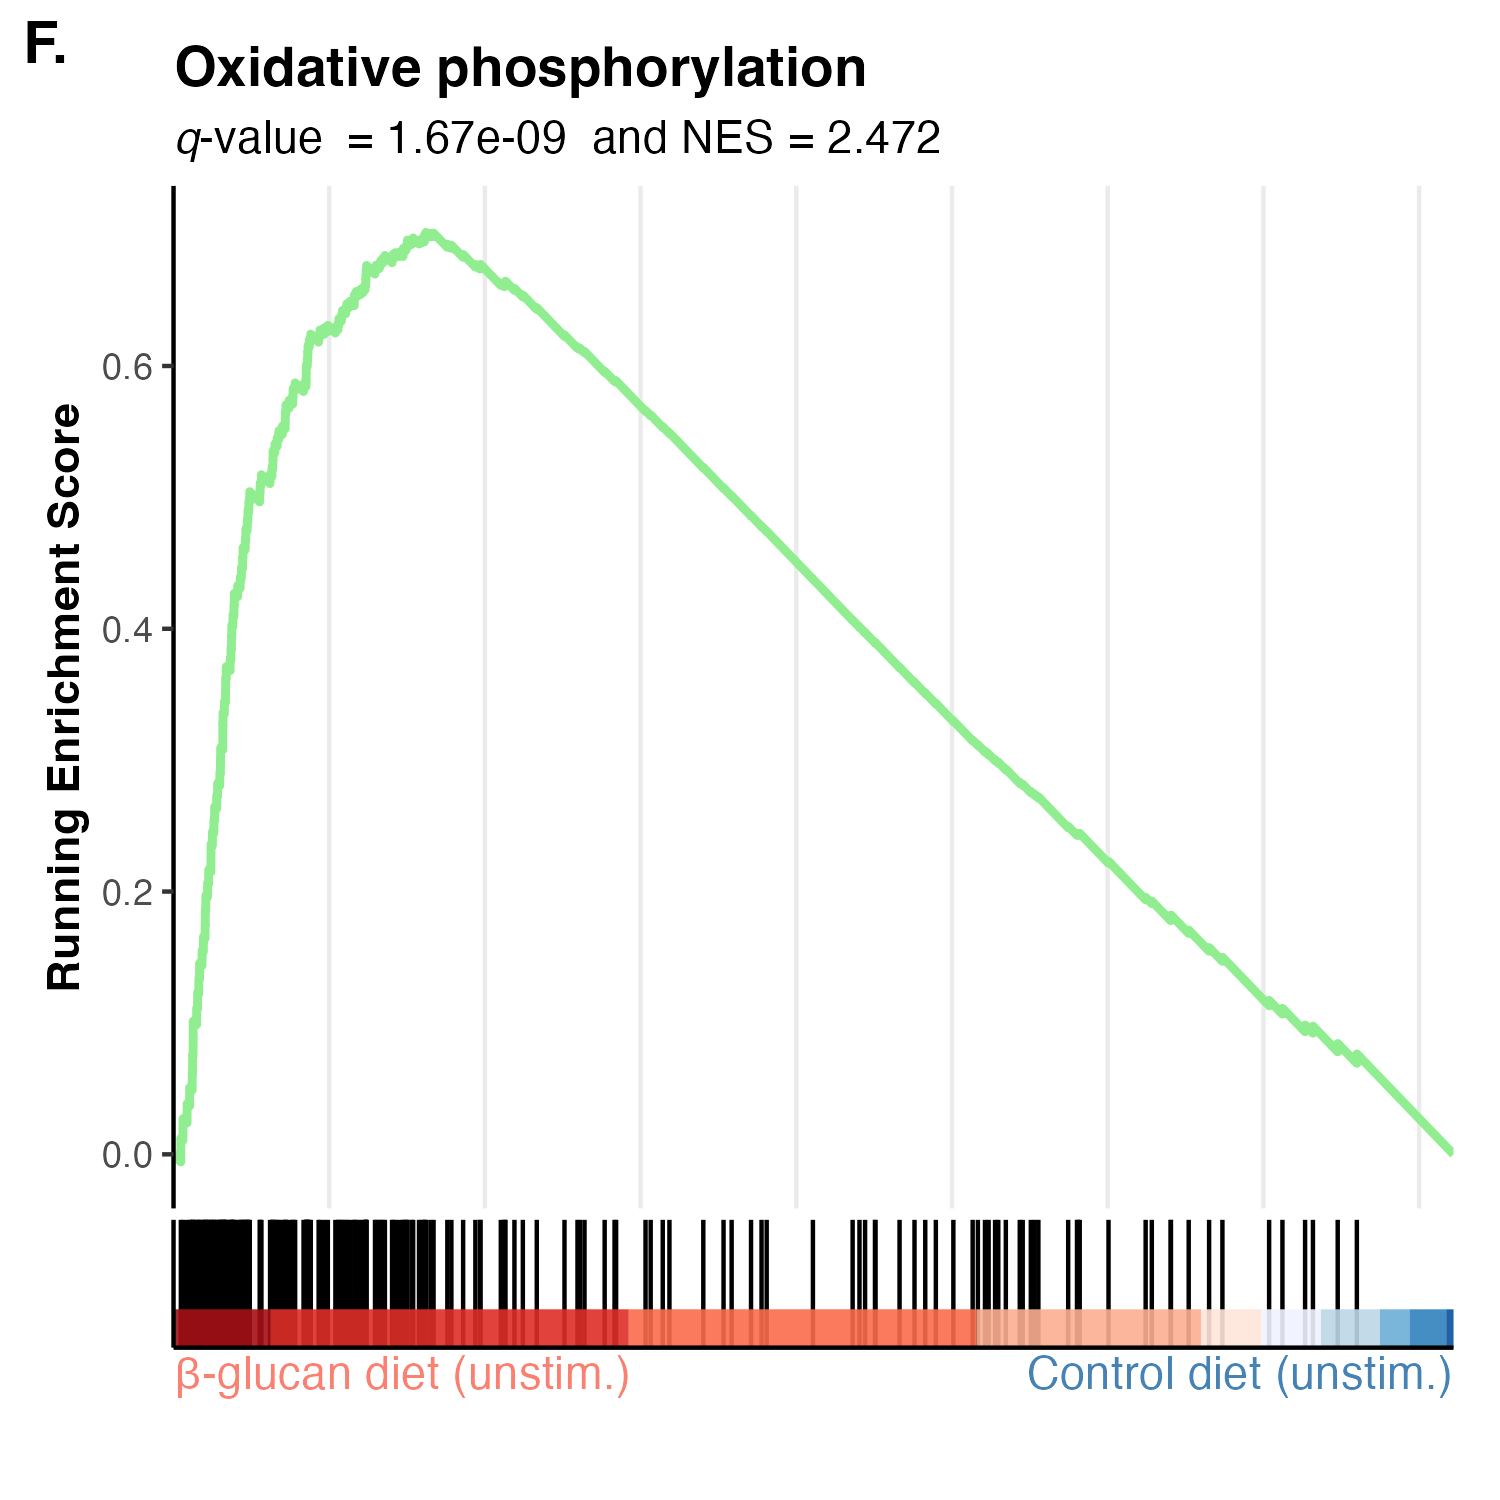 F.
Oxidative phosphorylation
q-value = 1.67e-09 and NES = 2.472
Running Enrichment Score
0.6
0.4
0.2
0.0
β-glucan diet (unstim.)
Control diet (unstim.)